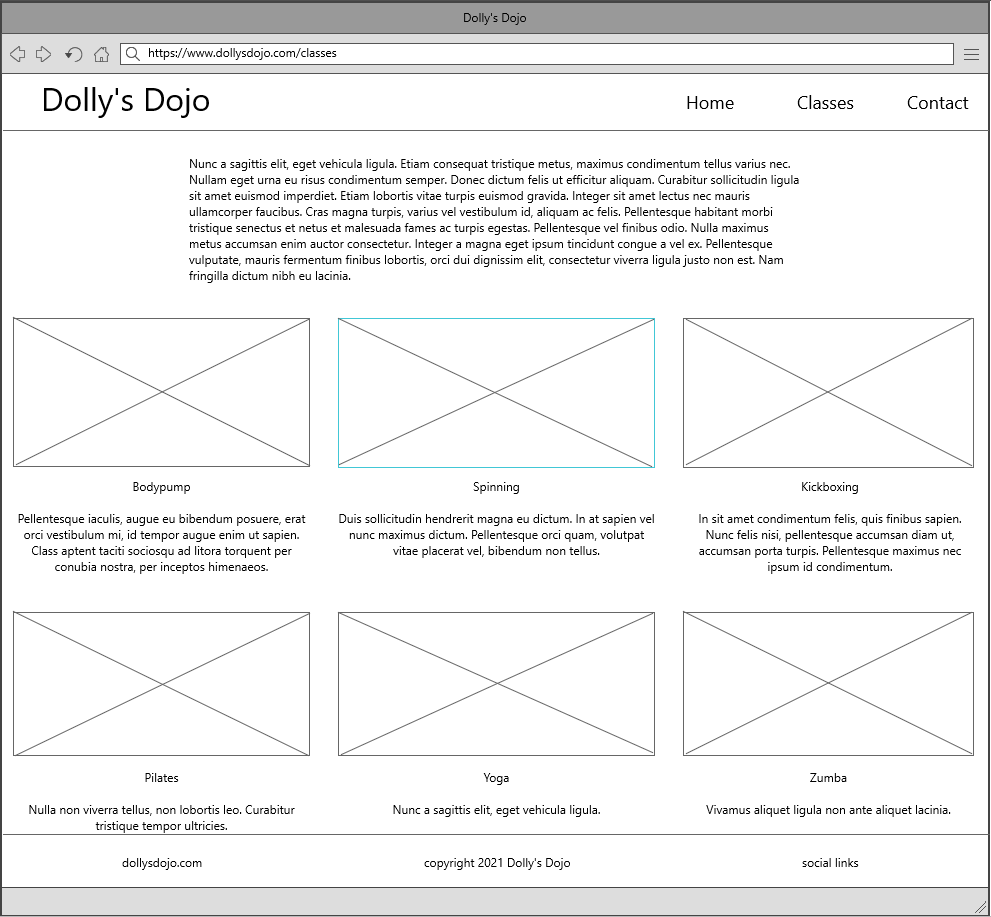 Dolly's Dojo
https://www.dollysdojo.com/classes
Dolly's Dojo
Home
Classes
Contact
Nunc a sagittis elit, eget vehicula ligula. Etiam consequat tristique metus, maximus condimentum tellus varius nec.
Nullam eget urna eu risus condimentum semper. Donec dictum felis ut efficitur aliquam. Curabitur sollicitudin ligula
sit amet euismod imperdiet. Etiam lobortis vitae turpis euismod gravida. Integer sit amet lectus nec mauris
ullamcorper faucibus. Cras magna turpis, varius vel vestibulum id, aliquam ac felis. Pellentesque habitant morbi
tristique senectus et netus et malesuada fames ac turpis egestas. Pellentesque vel finibus odio. Nulla maximus
metus accumsan enim auctor consectetur. Integer a magna eget ipsum tincidunt congue a vel ex. Pellentesque
vulputate, mauris fermentum finibus lobortis, orci dui dignissim elit, consectetur viverra ligula justo non est. Nam
fringilla dictum nibh eu lacinia.
Bodypump
Pellentesque iaculis, augue eu bibendum posuere, erat
orci vestibulum mi, id tempor augue enim ut sapien.
Class aptent taciti sociosqu ad litora torquent per
conubia nostra, per inceptos himenaeos.
Spinning
Duis sollicitudin hendrerit magna eu dictum. In at sapien vel
nunc maximus dictum. Pellentesque orci quam, volutpat
vitae placerat vel, bibendum non tellus.
Kickboxing
In sit amet condimentum felis, quis finibus sapien.
Nunc felis nisi, pellentesque accumsan diam ut,
accumsan porta turpis. Pellentesque maximus nec
ipsum id condimentum.
Pilates
Nulla non viverra tellus, non lobortis leo. Curabitur
tristique tempor ultricies.
Yoga
Nunc a sagittis elit, eget vehicula ligula.
Zumba
Vivamus aliquet ligula non ante aliquet lacinia.
dollysdojo.com
copyright 2021 Dolly's Dojo
social links